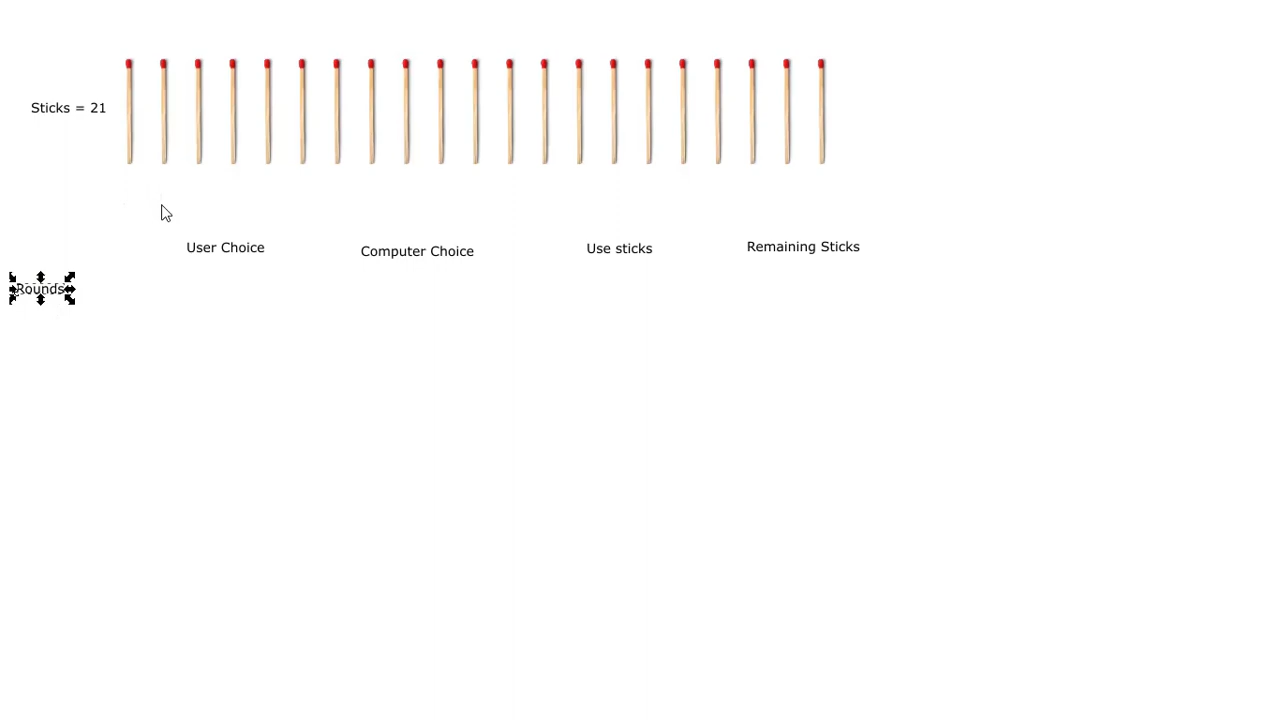 Sticks = 21
User Choice
Computer Choice
Use sticks
Remaining Sticks
Rounds